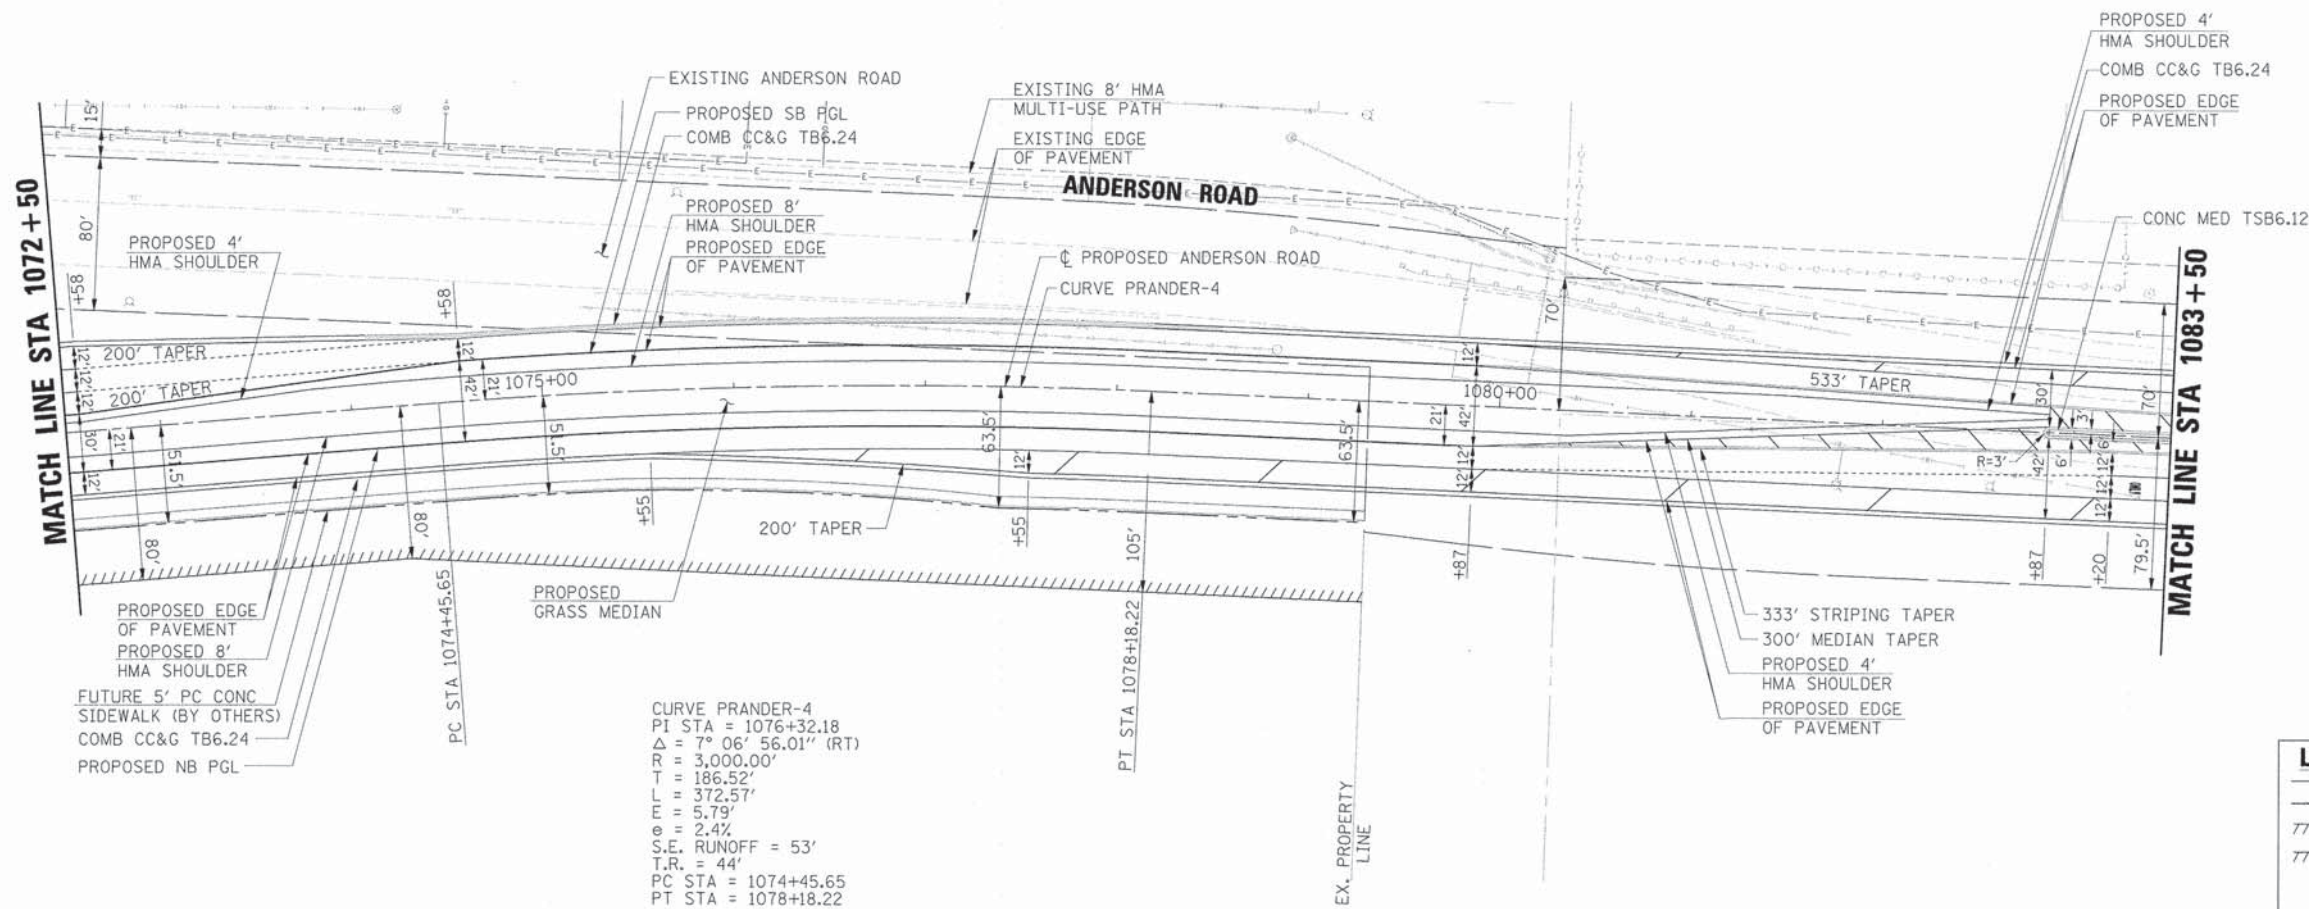 PROPOSED 4'
HMA SHOULDER
COMB CC&G TB6.24
PROPOSED EDGE
OF PAVEMENT
CONC MED TSB6.12
EXISTING ANDERSON ROAD
PROPOSED SB PGL
COMB CC&G TB6.24
EXISTING 8' HMA
MULTI-USE PATH
EXISTING EDGE
OF PAVEMENT
ANDERSON ROAD
PROPOSED 8'
HMA SHOULDER
PROPOSED EDGE
OF PAVEMENT
℄ PROPOSED ANDERSON ROAD
CURVE PRANDER-4
PROPOSED 4'
HMA SHOULDER
MATCH LINE STA 1072+50
15'
80'
+58
+58
200' TAPER
200' TAPER
12'
12'
12'
30'
21'
12'
51.5'
80'
12'
42'
21'
1075+00
51.5'
80'
63.5'
12'
63.5'
70'
12'
1080+00
21'
42'
12'
12'
533' TAPER
30'
3'
6'
R=3'
42'
6'
12'
12'
12'
70'
79.5'
MATCH LINE STA 1083+50
+55
200' TAPER
+55
105'
+87
+87
+20
PROPOSED
GRASS MEDIAN
PC STA 1074+45.65
PT STA 1078+18.22
EX. PROPERTY
LINE
PROPOSED EDGE
OF PAVEMENT
PROPOSED 8'
HMA SHOULDER
FUTURE 5' PC CONC
SIDEWALK (BY OTHERS)
COMB CC&G TB6.24
PROPOSED NB PGL
333' STRIPING TAPER
300' MEDIAN TAPER
PROPOSED 4'
HMA SHOULDER
PROPOSED EDGE
OF PAVEMENT
CURVE PRANDER-4
PI STA = 1076+32.18
Δ = 7° 06' 56.01" (RT)
R = 3,000.00'
T = 186.52'
L = 372.57'
E = 5.79'
e = 2.4%
S.E. RUNOFF = 53'
T.R. = 44'
PC STA = 1074+45.65
PT STA = 1078+18.22
L